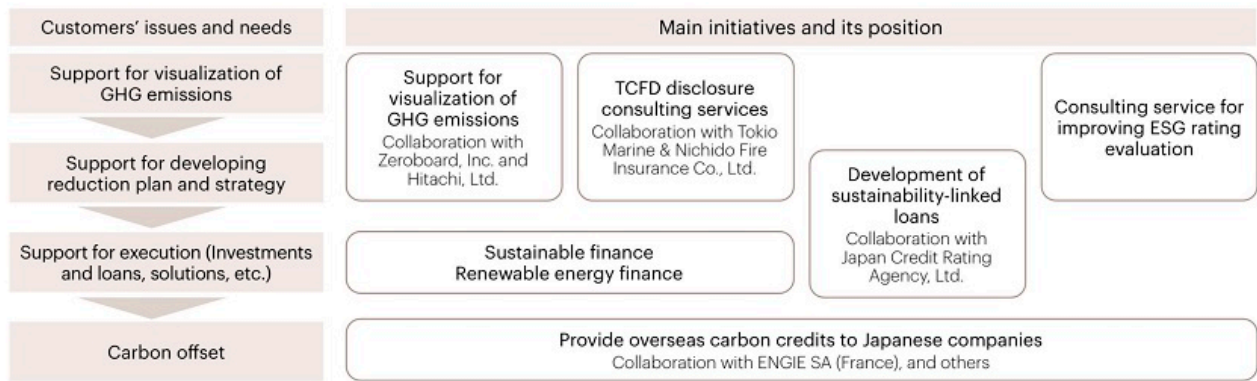 Customers' issues and needs
Main initiatives and its position
Support for visualization of
GHG emissions
Support for developing
reduction plan and strategy
Support for execution (Investments
and loans, solutions, etc.)
Carbon offset
Support for
visualization of
GHG emissions
Collaboration with
Zeroboard, Inc. and
Hitachi, Ltd.
TCFD disclosure
consulting services
Collaboration with Tokio
Marine & Nichido Fire
Insurance Co., Ltd.
Development of
sustainability-linked
loans
Collaboration with
Japan Credit Rating
Agency, Ltd.
Consulting service for
improving ESG rating
evaluation
Sustainable finance
Renewable energy finance
Provide overseas carbon credits to Japanese companies
Collaboration with ENGIE SA (France), and others